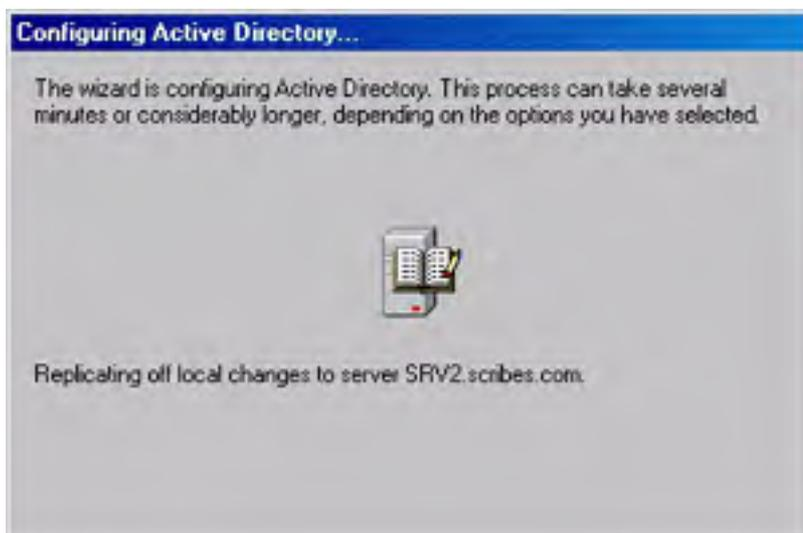 Configuring Active Directory...
The wizard is configuring Active Directory. This process can take several
minutes or considerably longer, depending on the options you have selected.
Replicating off local changes to server SRV2.scribes.com.